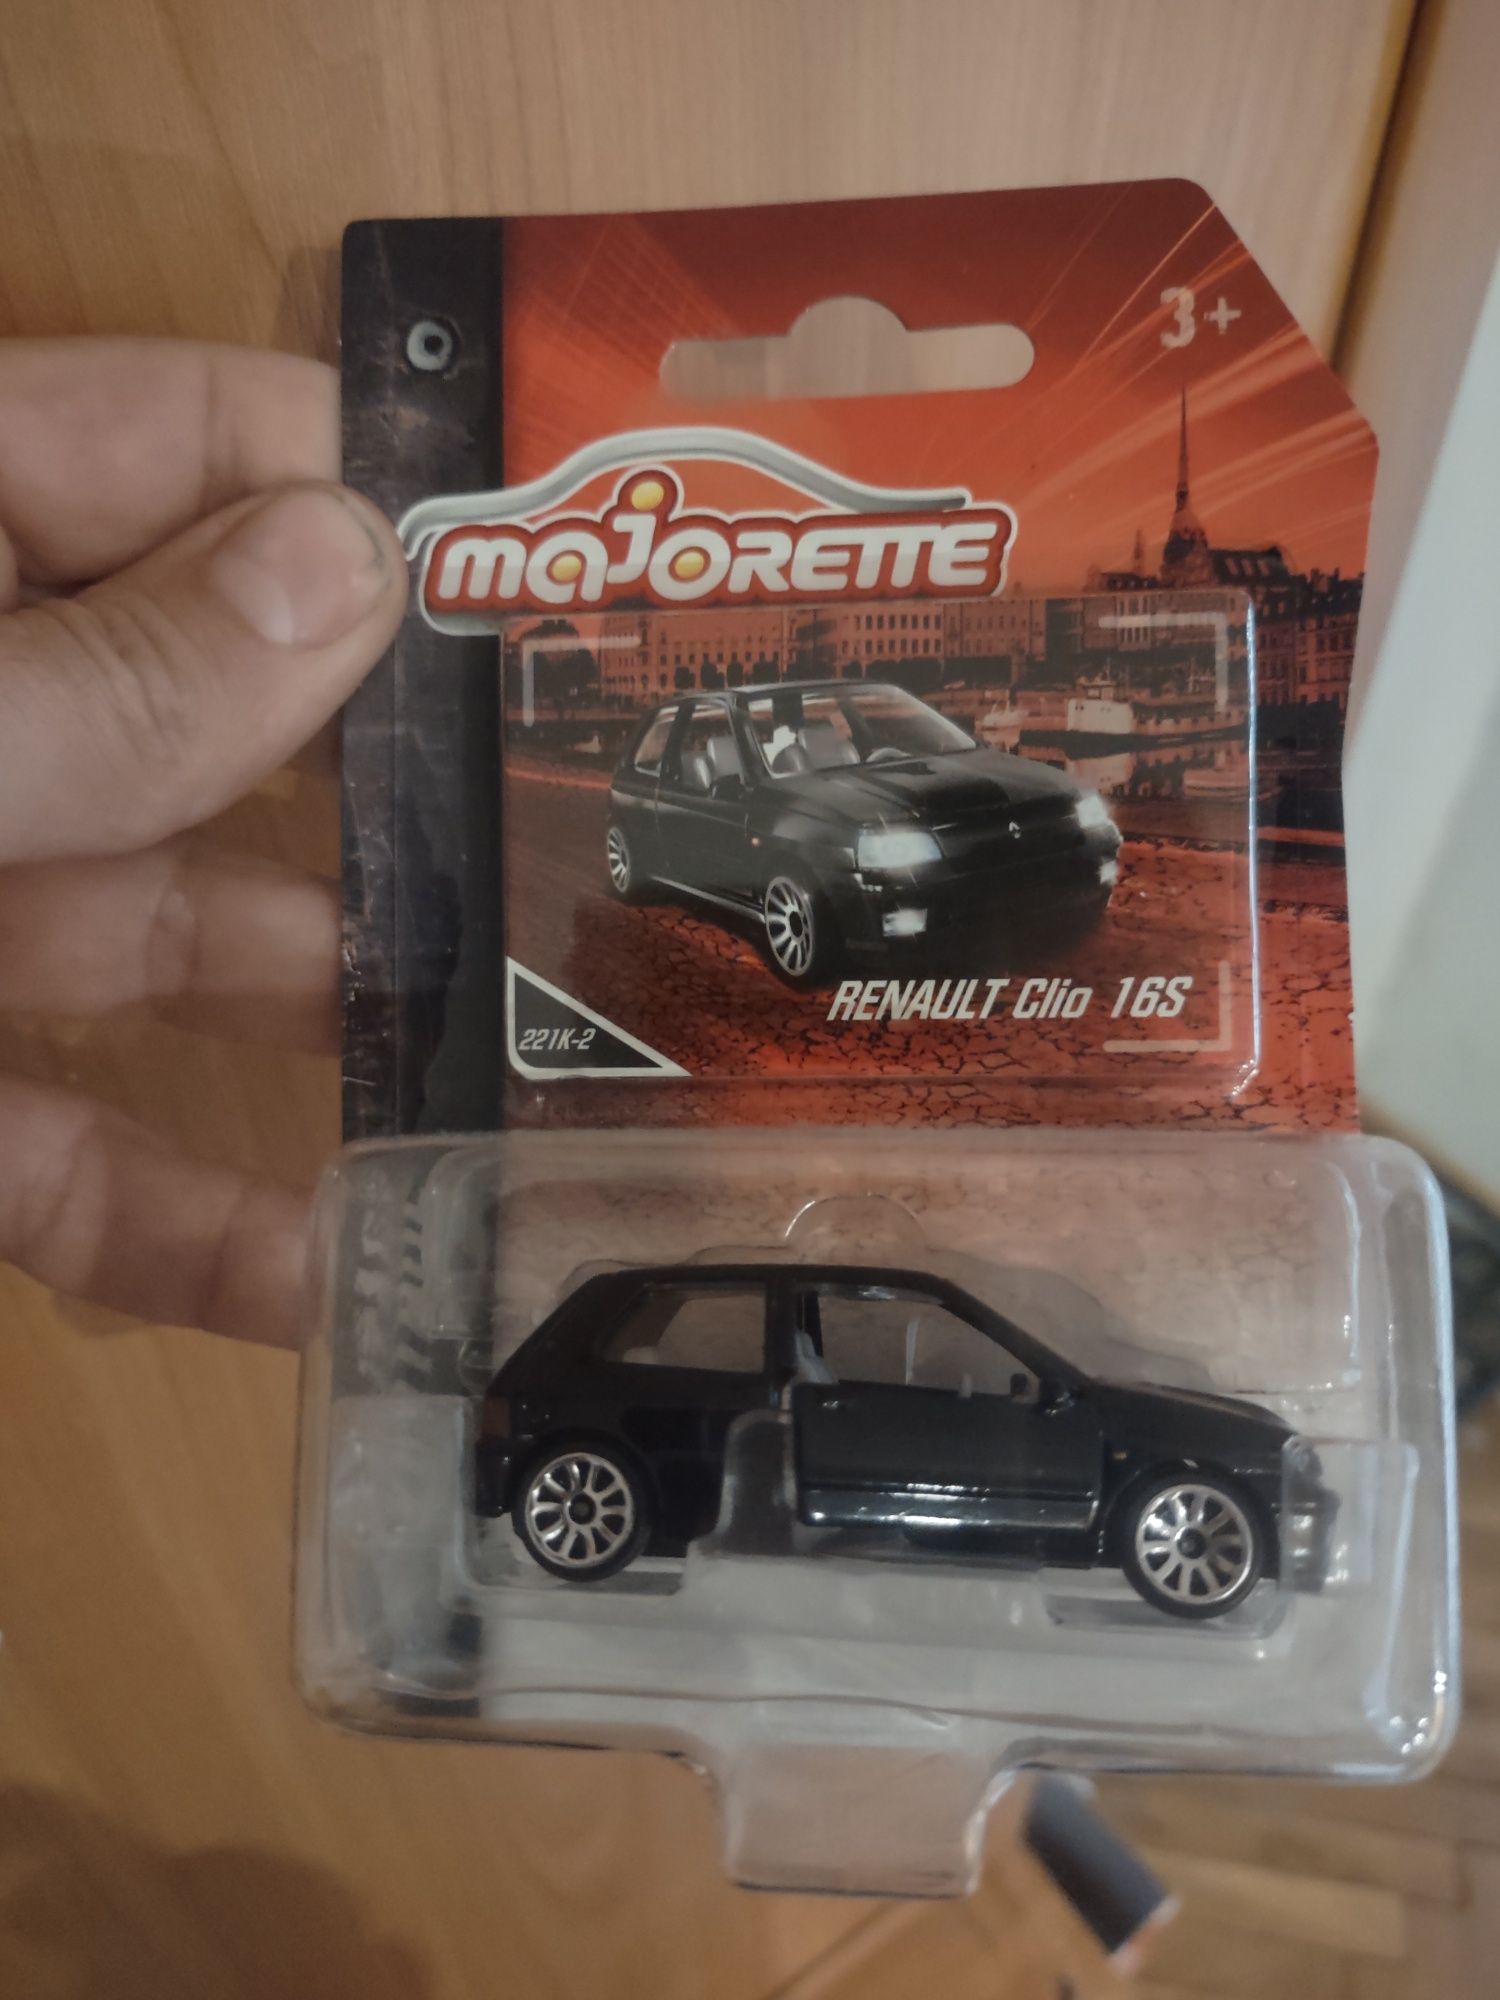 3+
majorette
RENAULT Clio 16S
221K-2